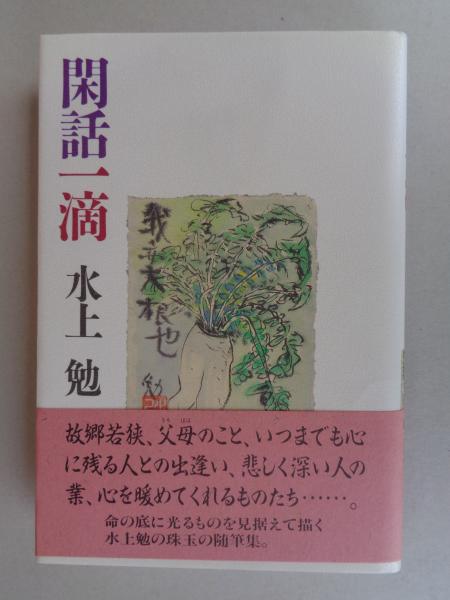 閑話一滴
水上 勉
我亦大根也
勉
故郷若狭、父母のこと、いつまでも心
に残る人との出逢い、悲しく深い人の
業、心を暖めてくれるものたち……。
命の底に光るものを見据えて描く
水上勉の珠玉の随筆集。